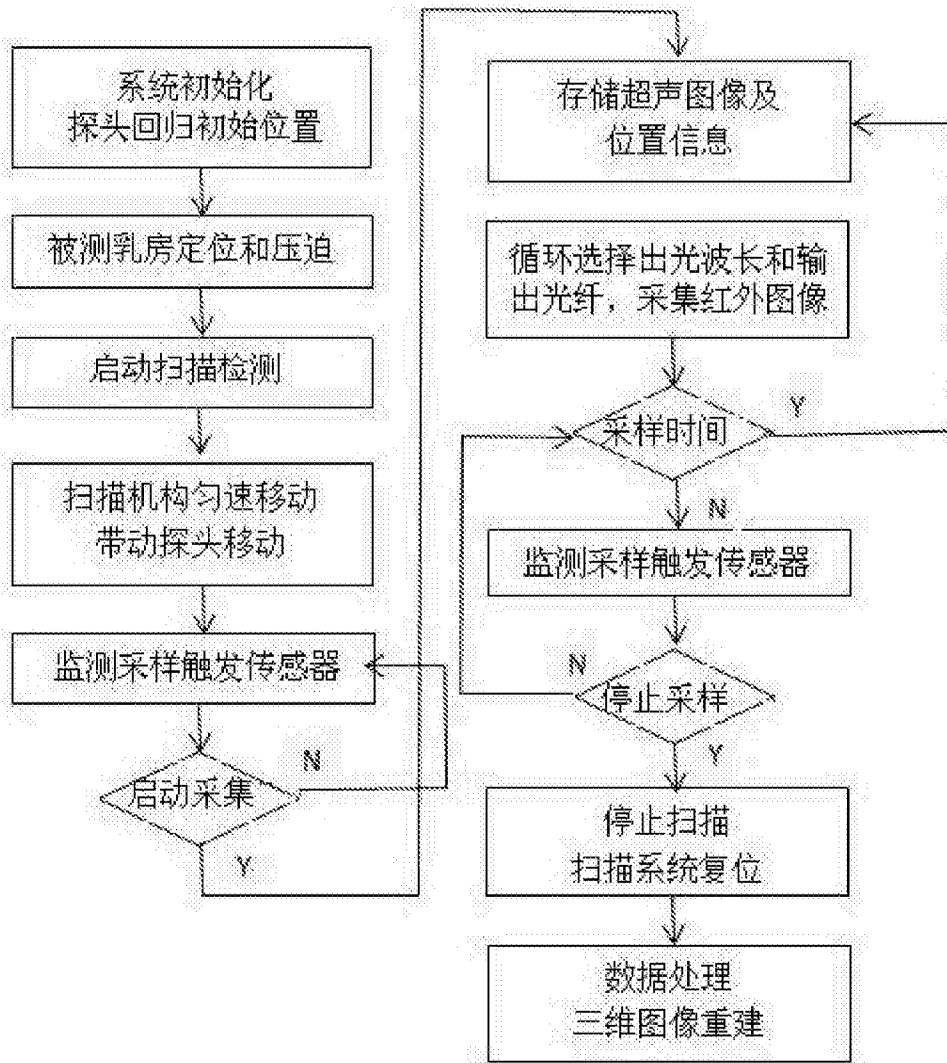 系统初始化
探头回归初始位置
被测乳房定位和压迫
启动扫描检测
扫描机构匀速移动
带动探头移动
监测采样触发传感器
启动采集
N
Y
存储超声图像及
位置信息
循环选择出光波长和输
出光纤，采集红外图像
采样时间
Y
N
监测采样触发传感器
停止采样
N
Y
停止扫描
扫描系统复位
数据处理
三维图像重建